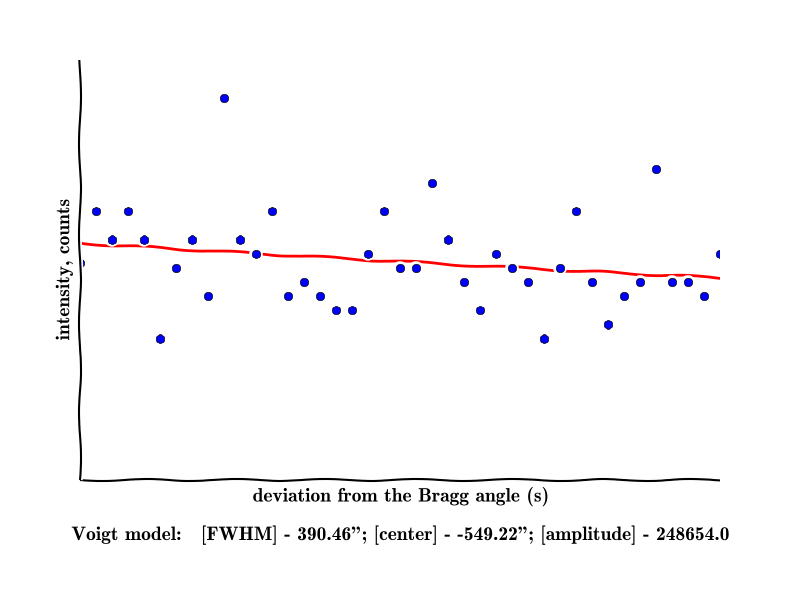 intensity, counts
deviation from the Bragg angle (s)
Voigt model: [FWHM] - 390.46”; [center] - -549.22”; [amplitude] - 248654.0